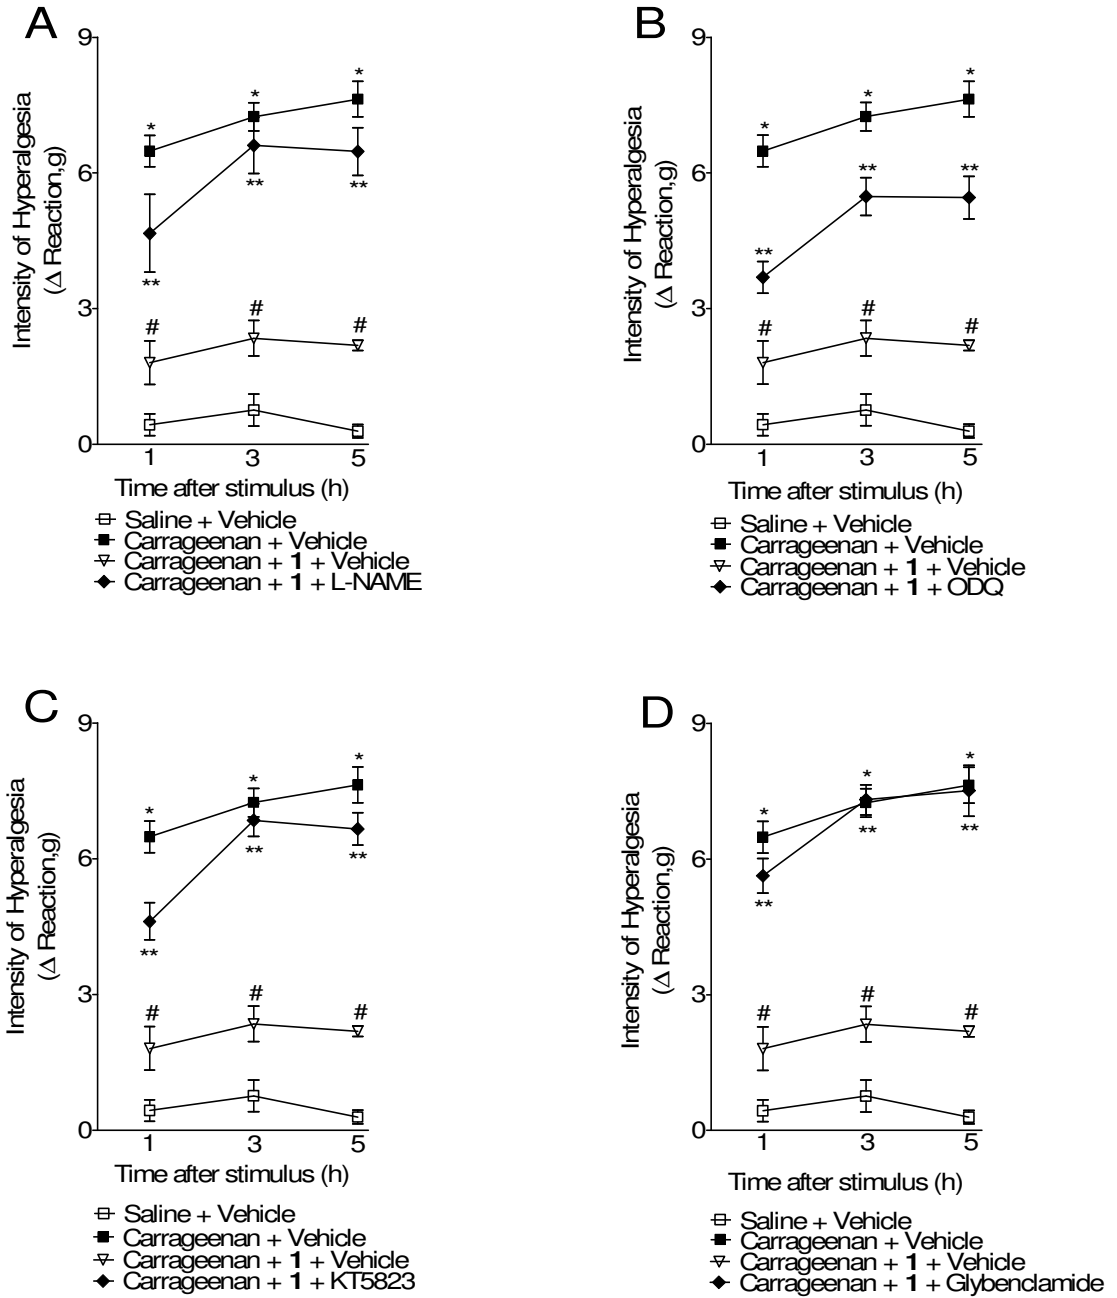 A
9
6
3
0
Intensity of Hyperalgesia
(Δ Reaction,g)
*
*
*
**
**
**
#
#
#
1 3 5
Time after stimulus (h)
Saline + Vehicle
Carrageenan + Vehicle
Carrageenan + 1 + Vehicle
Carrageenan + 1 + L-NAME
B
9
6
3
0
Intensity of Hyperalgesia
(Δ Reaction,g)
*
*
*
**
**
**
#
#
#
1 3 5
Time after stimulus (h)
Saline + Vehicle
Carrageenan + Vehicle
Carrageenan + 1 + Vehicle
Carrageenan + 1 + ODQ
C
9
6
3
0
Intensity of Hyperalgesia
(Δ Reaction,g)
*
*
*
**
**
**
#
#
#
1 3 5
Time after stimulus (h)
Saline + Vehicle
Carrageenan + Vehicle
Carrageenan + 1 + Vehicle
Carrageenan + 1 + KT5823
D
9
6
3
0
Intensity of Hyperalgesia
(Δ Reaction,g)
*
*
*
**
**
**
#
#
#
1 3 5
Time after stimulus (h)
Saline + Vehicle
Carrageenan + Vehicle
Carrageenan + 1 + Vehicle
Carrageenan + 1 + Glybenclamide